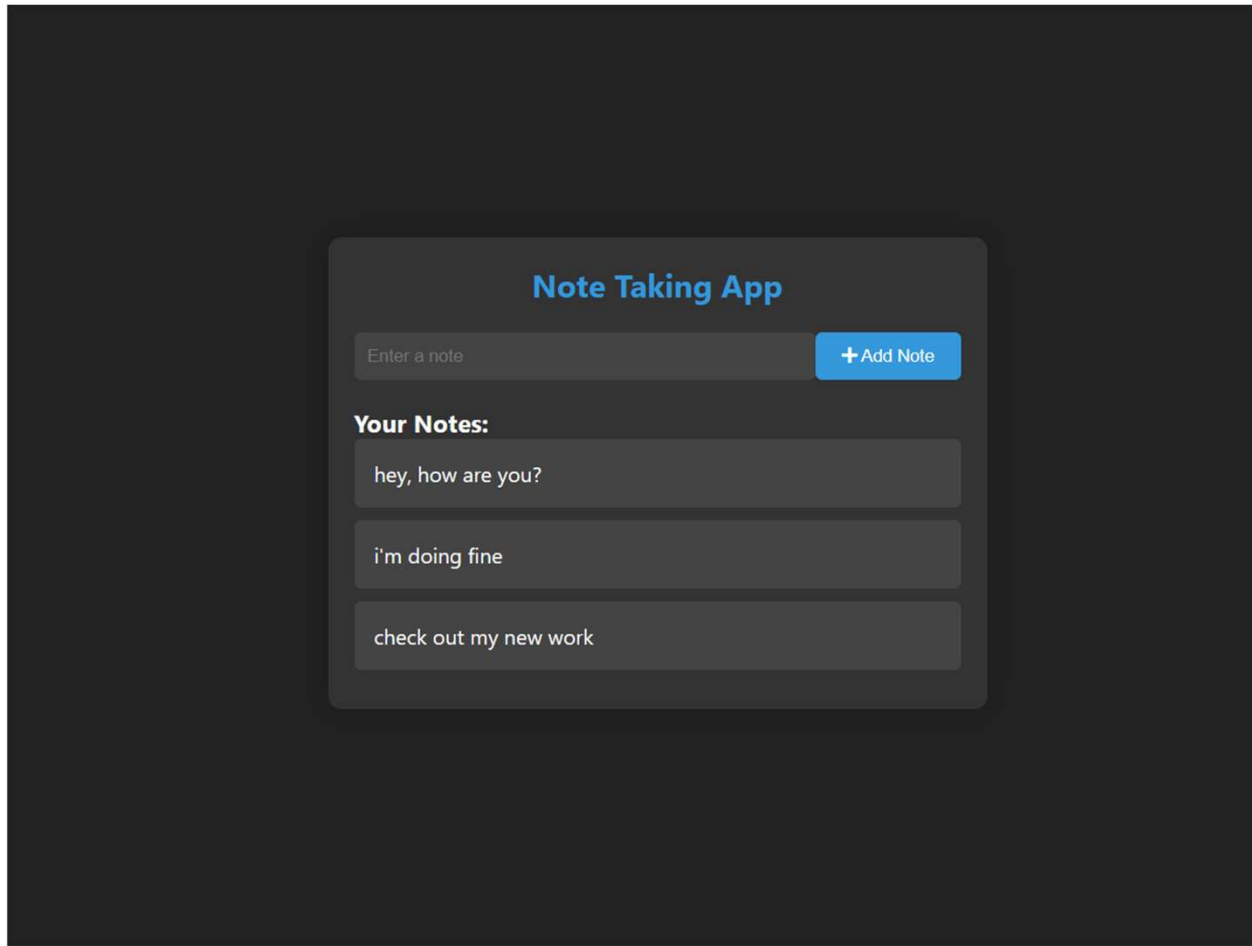 Note Taking App
Enter a note
+ Add Note
Your Notes:
hey, how are you?
i'm doing fine
check out my new work